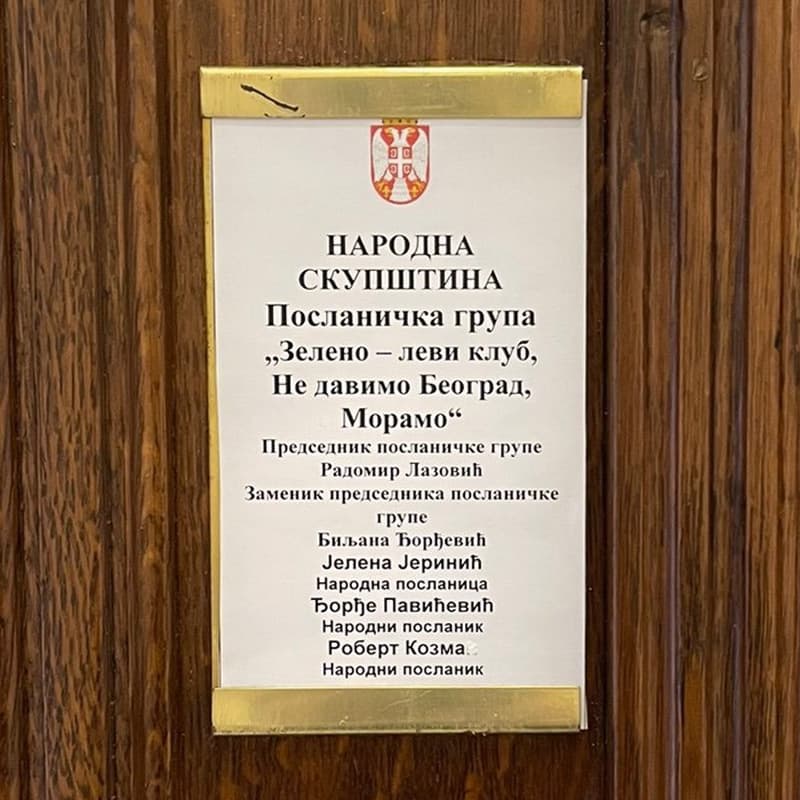 НАРОДНА
СКУПШТИНА
Посланичка група
„Зелено – леви клуб,
Не давимо Београд,
Морамо“
Председник посланичке групе
Радомир Лазовић
Заменик председника посланичке
групе
Биљана Ђорђевић
Јелена Јеринић
Народна посланица
Ђорђе Павићевић
Народни посланик
Роберт Козма
Народни посланик